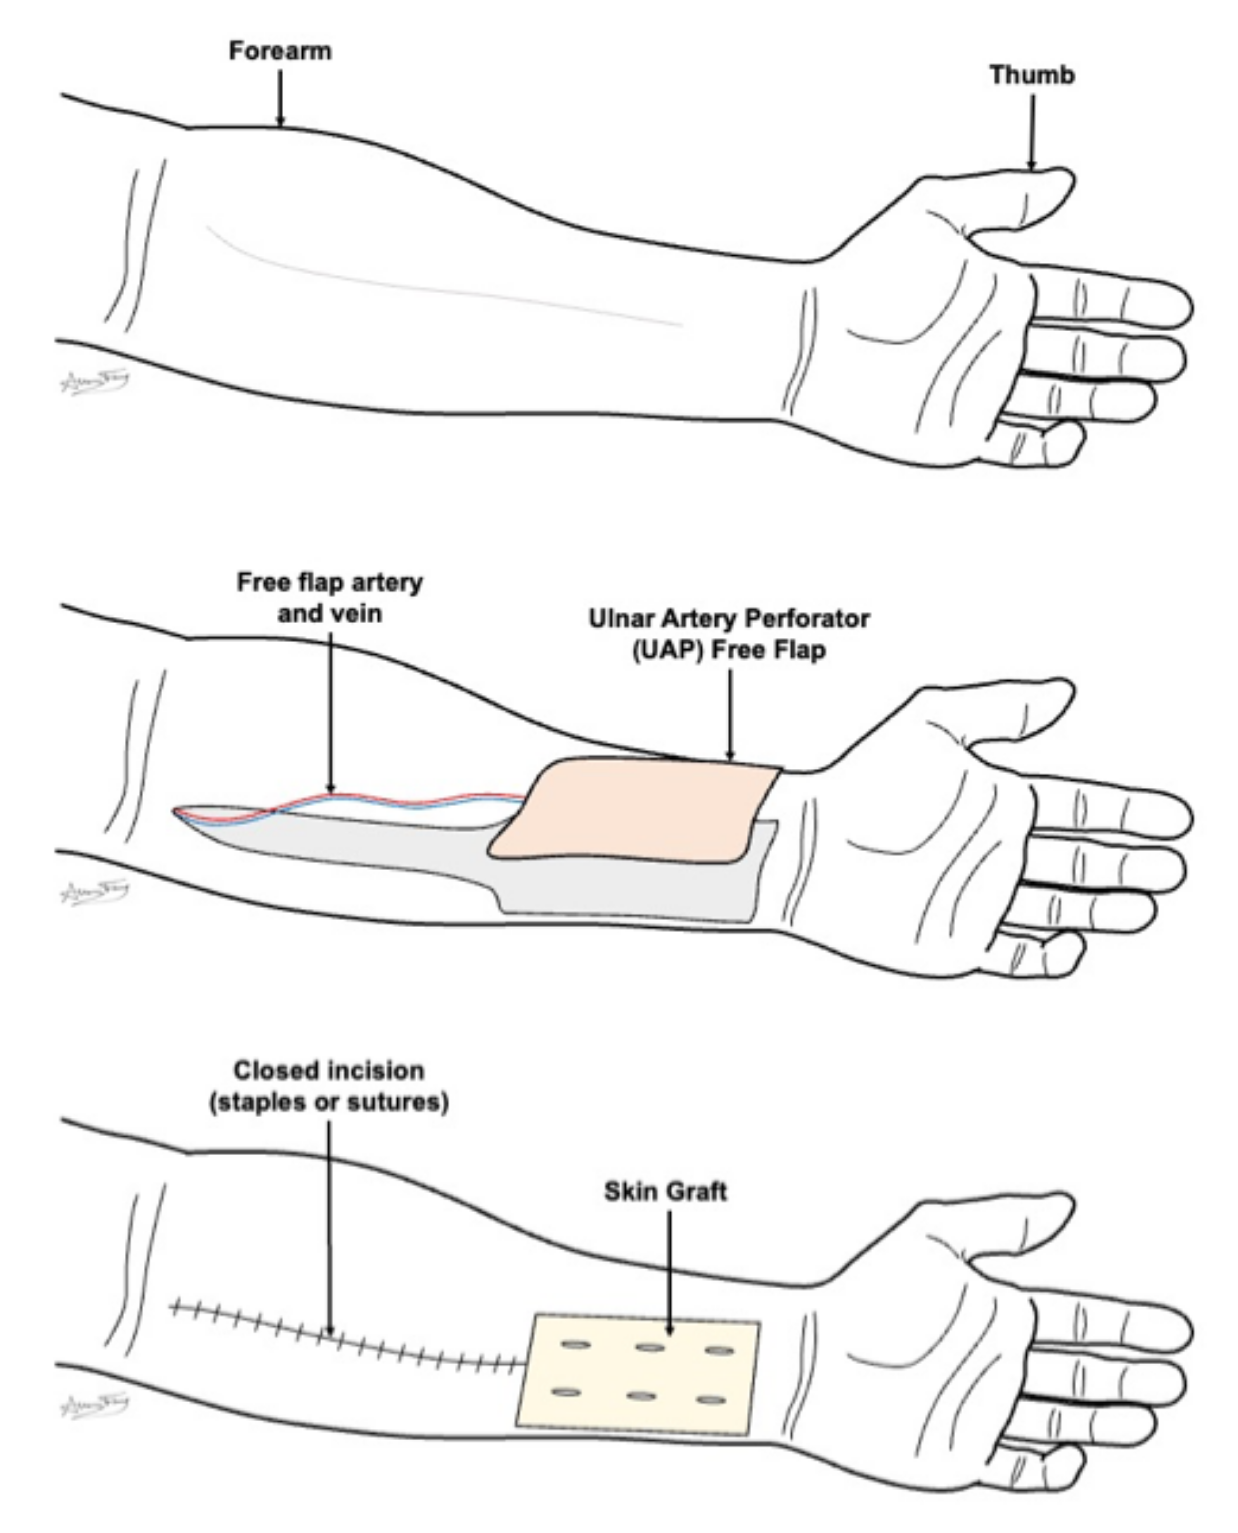 Forearm
Thumb
Free flap artery
and vein
Ulnar Artery Perforator
(UAP) Free Flap
Closed incision
(staples or sutures)
Skin Graft